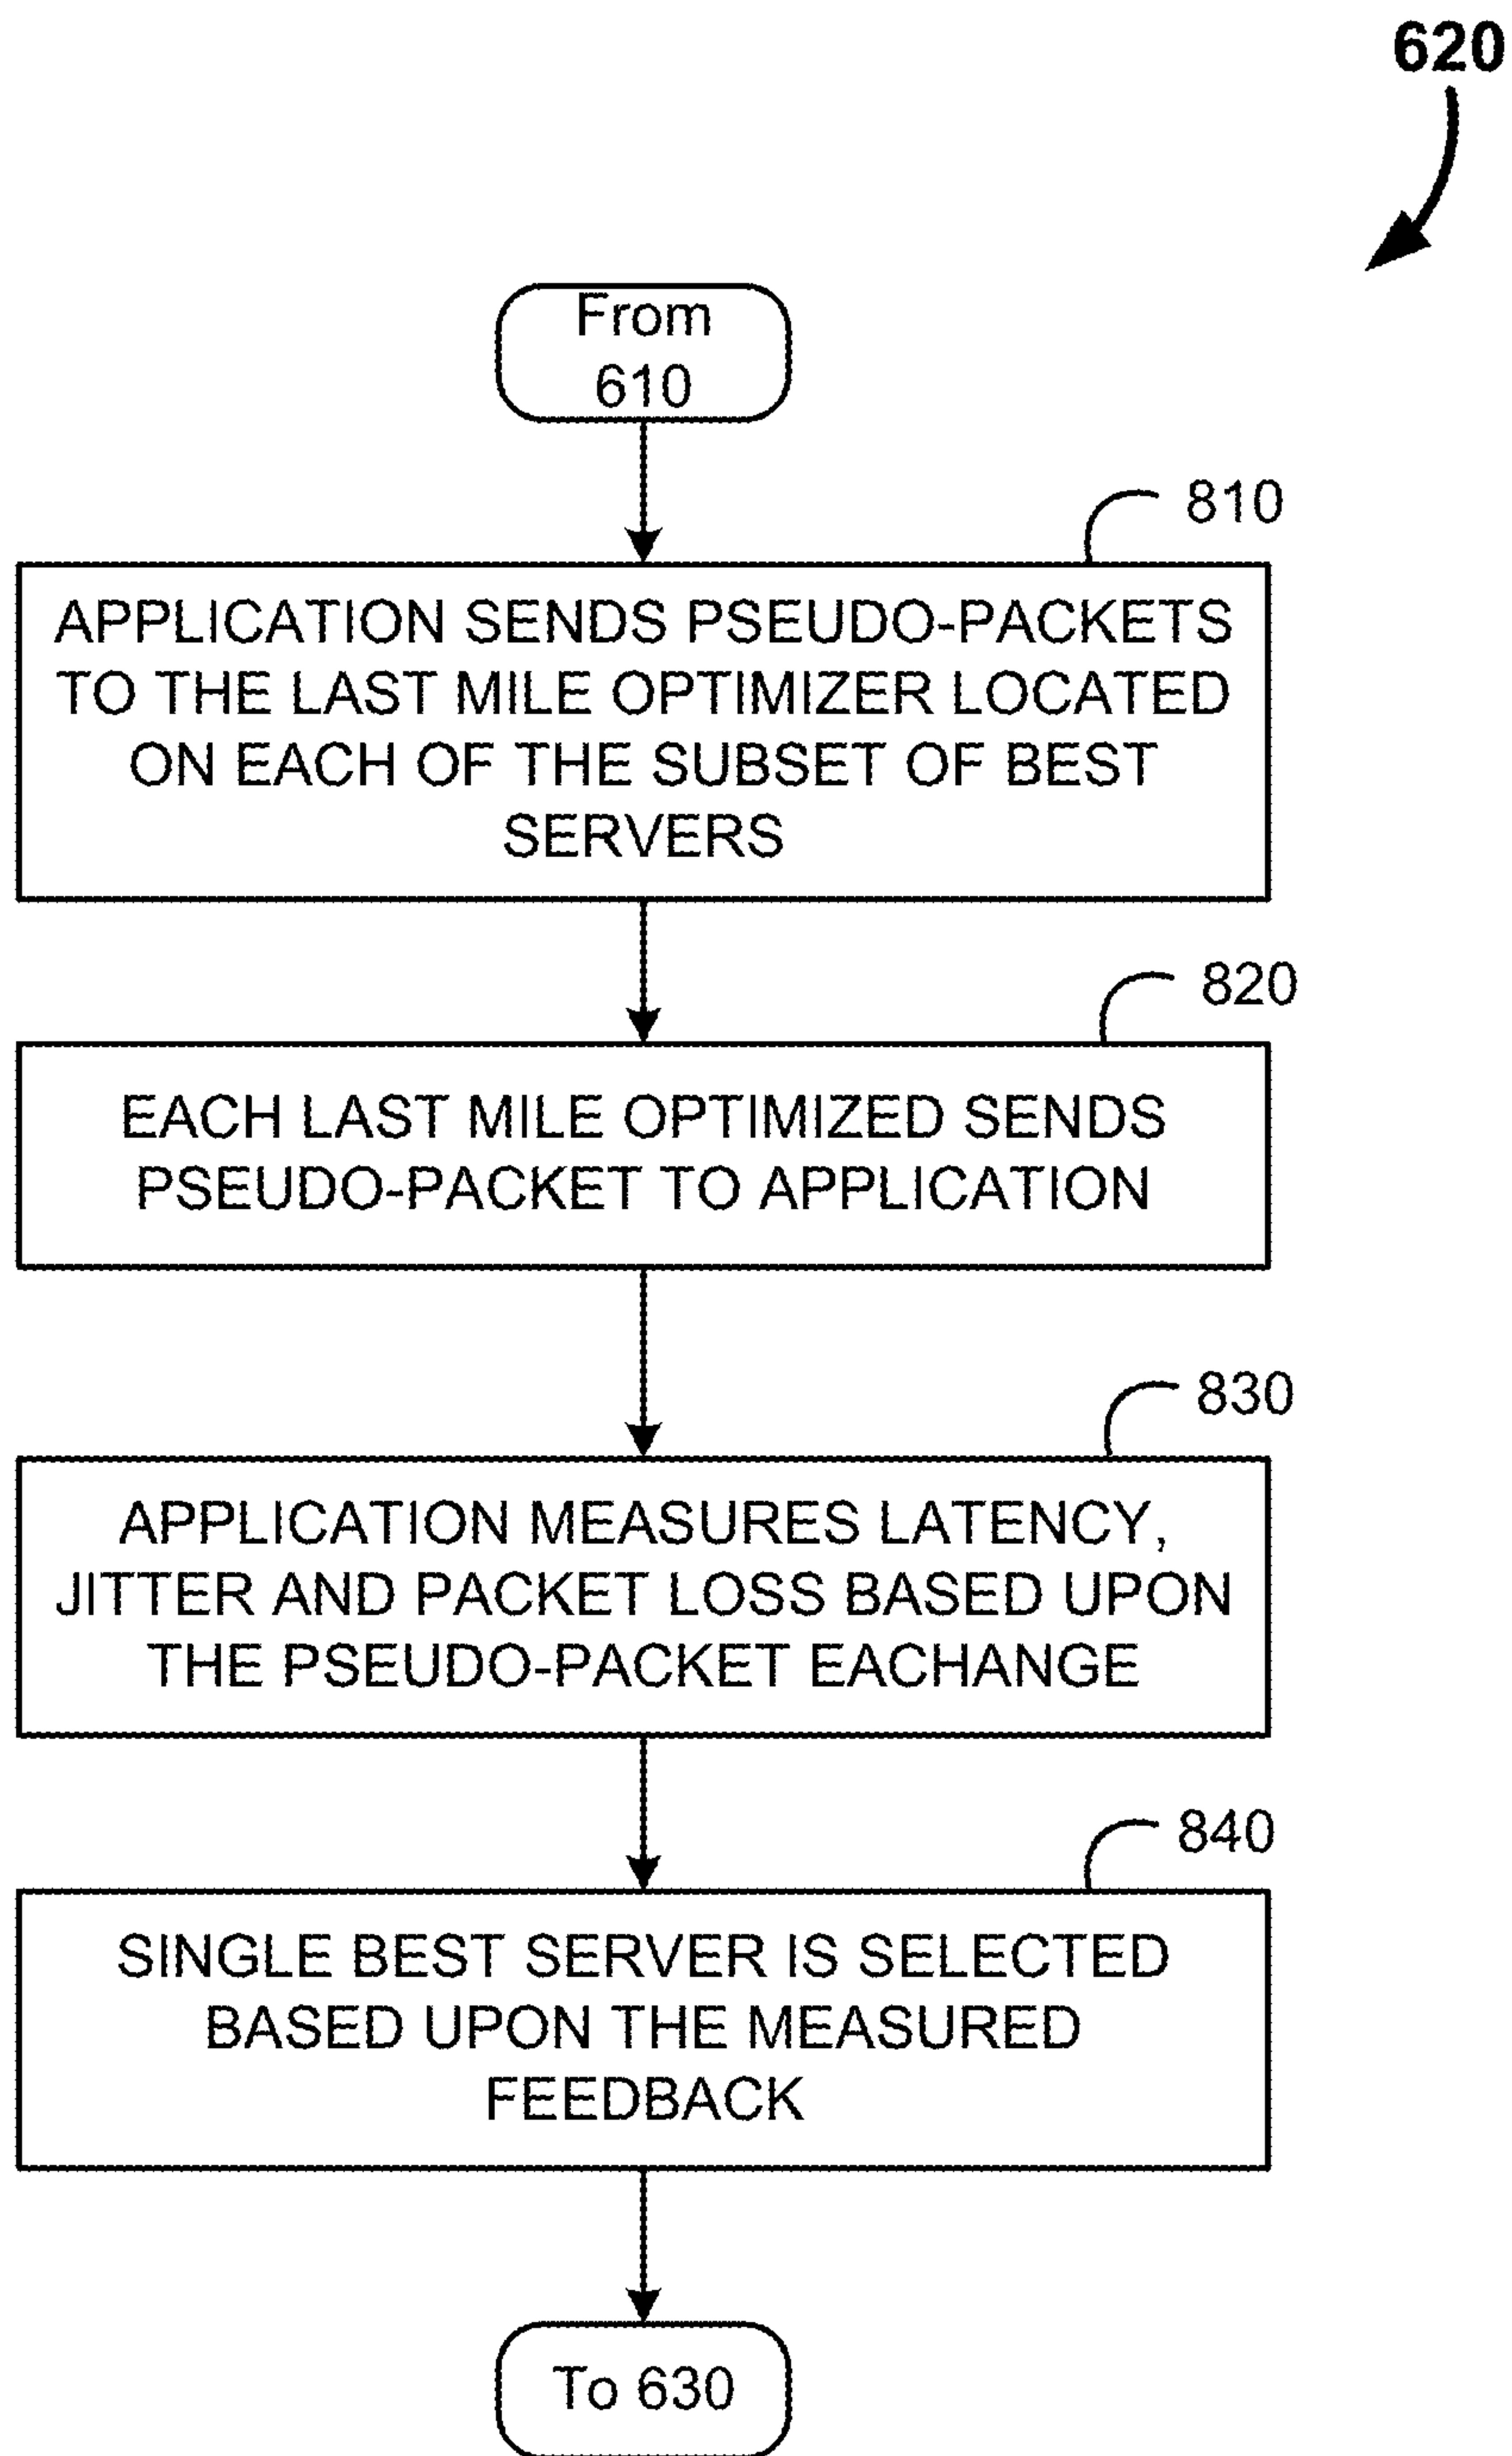 620
From
610
810
APPLICATION SENDS PSEUDO-PACKETS
TO THE LAST MILE OPTIMIZER LOCATED
ON EACH OF THE SUBSET OF BEST
SERVERS
820
EACH LAST MILE OPTIMIZED SENDS
PSEUDO-PACKET TO APPLICATION
830
APPLICATION MEASURES LATENCY,
JITTER AND PACKET LOSS BASED UPON
THE PSEUDO-PACKET EACHANGE
840
SINGLE BEST SERVER IS SELECTED
BASED UPON THE MEASURED
FEEDBACK
To 630